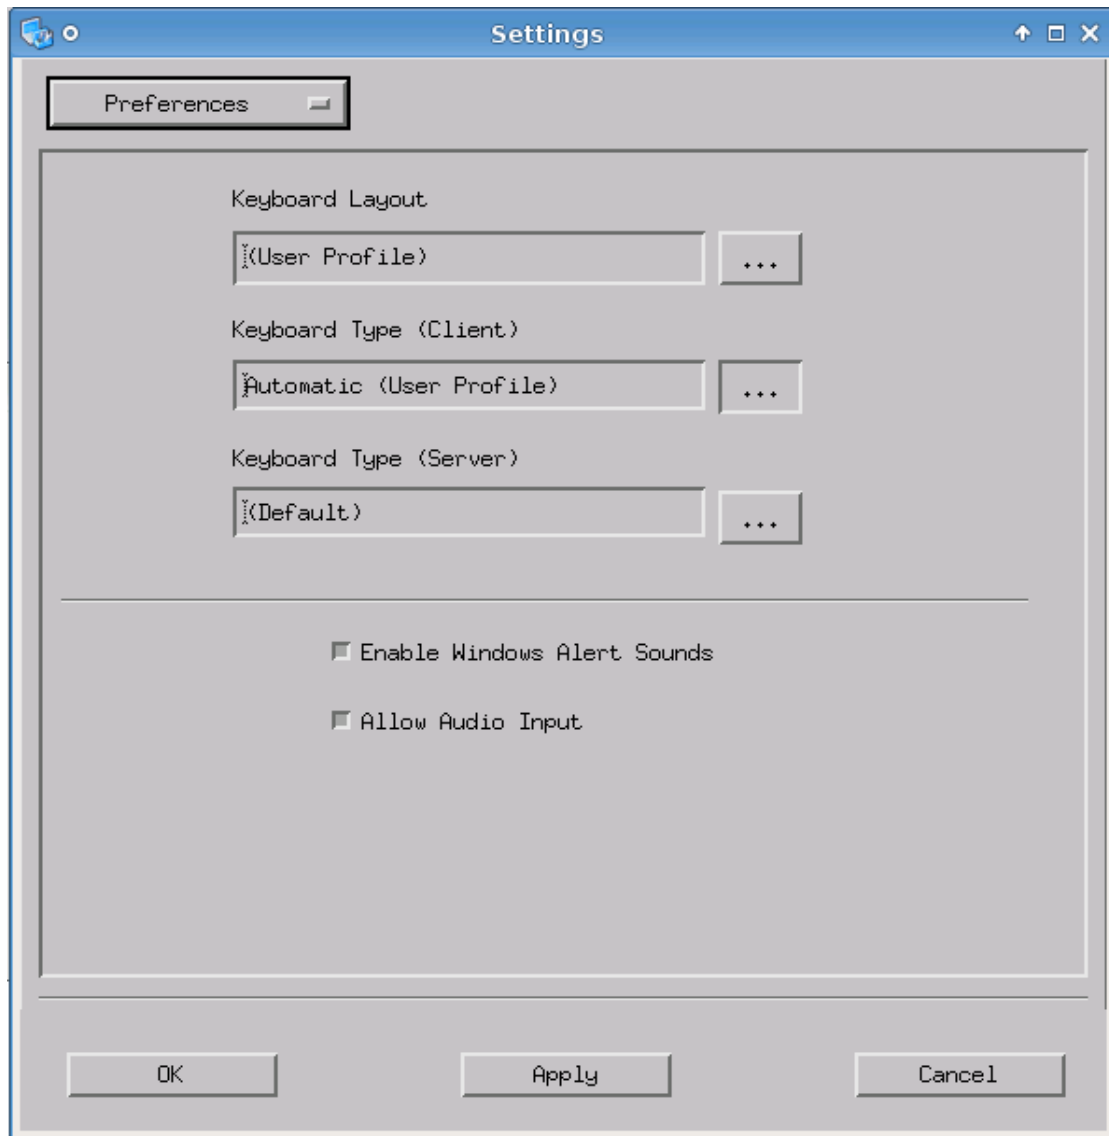 Settings
Preferences
Keyboard Layout
(User Profile)
...
Keyboard Type (Client)
Automatic (User Profile)
...
Keyboard Type (Server)
(Default)
...
Enable Windows Alert Sounds
Allow Audio Input
OK
Apply
Cancel